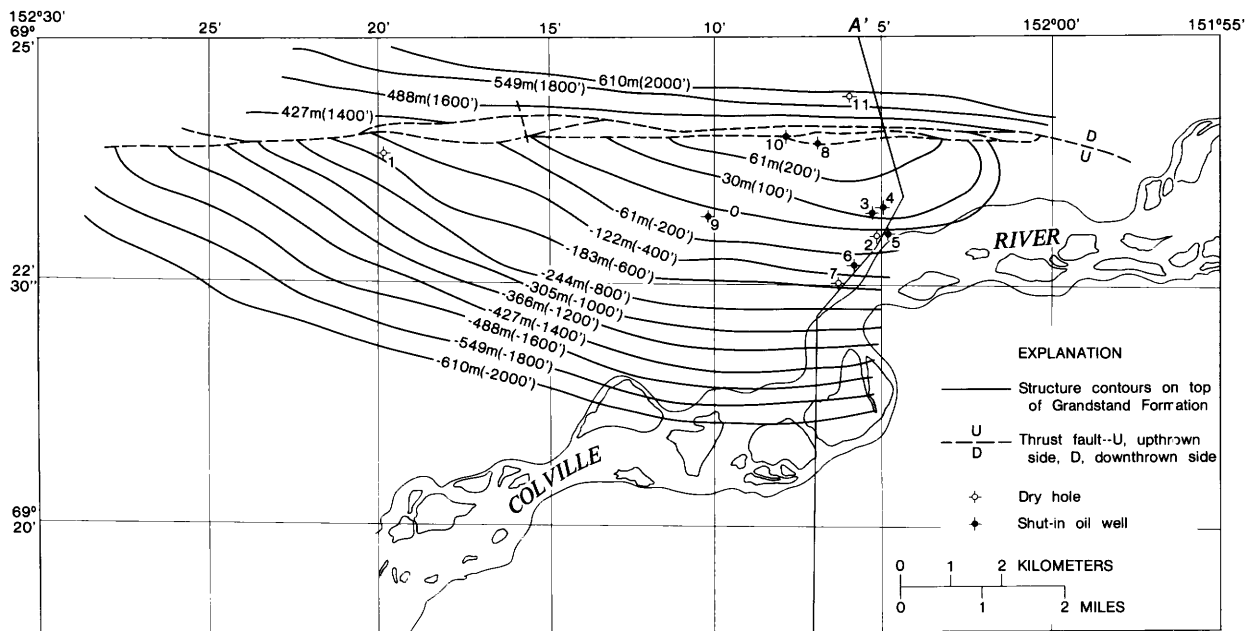 152°30'
69°
25'
25'
20'
15'
10'
A'
5'
152°00'
151°55'
610m(2000')
549m(1800')
488m(1600')
427m(1400')
11
D
U
10
8
1
61m(200')
30m(100')
0
3
4
9
2
5
-61m(-200')
-122m(-400')
-183m(-600')
6
7
RIVER
22'
30"
-244m(-800')
-305m(-1000')
-366m(-1200')
-427m(-1400')
-488m(-1600')
-549m(-1800')
-610m(-2000')
COLVILLE
69°
20'
EXPLANATION
Structure contours on top
of Grandstand Formation
U
D
Thrust fault--U, upthrown
side, D, downthrown side
Dry hole
Shut-in oil well
0 1 2 KILOMETERS
0 1 2 MILES